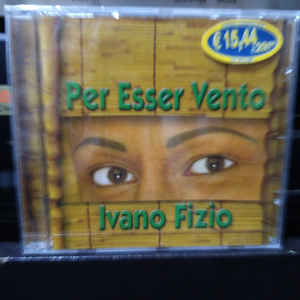 € 15,44
Per Esser Vento
Ivano Fizio